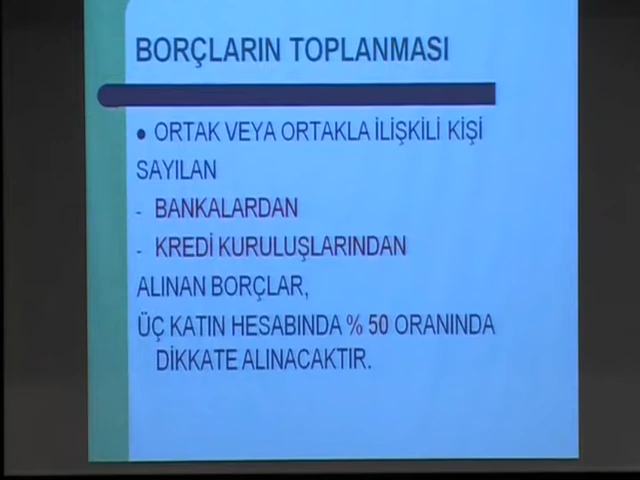 BORÇLARIN TOPLANMASI
● ORTAK VEYA ORTAKLA İLİŞKİLİ KİŞİ
SAYILAN
- BANKALARDAN
- KREDİ KURULUŞLARINDAN
ALINAN BORÇLAR,
ÜÇ KATIN HESABINDA % 50 ORANINDA
DİKKATE ALINACAKTIR.